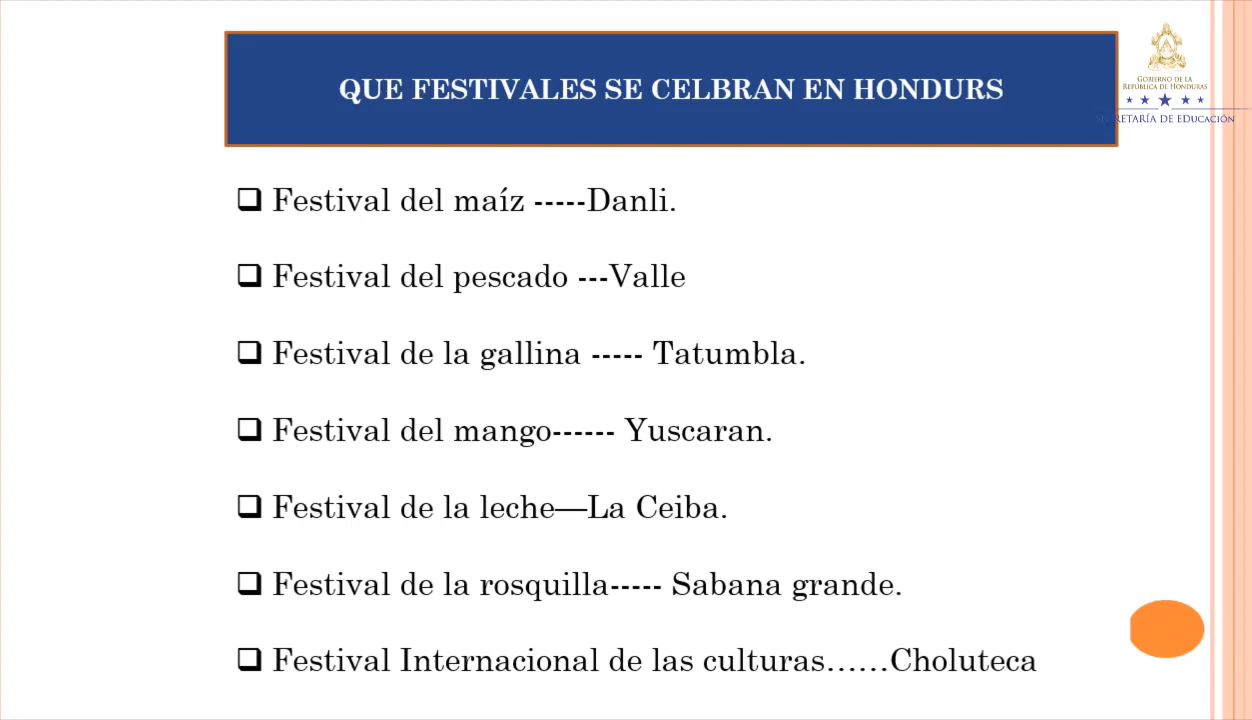 QUE FESTIVALES SE CELBRAN EN HONDURS
GOBIERNO DE LA
REPÚBLICA DE HONDURAS
SECRETARÍA DE EDUCACIÓN
Festival del maíz -----Danli.
Festival del pescado ---Valle
Festival de la gallina ----- Tatumbla.
Festival del mango------ Yuscaran.
Festival de la leche—La Ceiba.
Festival de la rosquilla----- Sabana grande.
Festival Internacional de las culturas……Choluteca